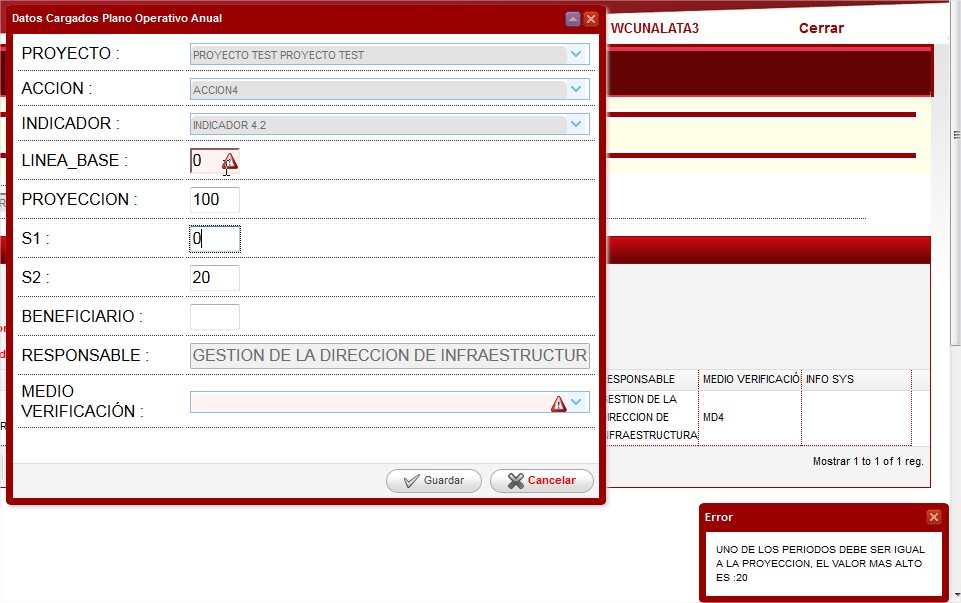 Datos Cargados Plano Operativo Anual
WCUNALATA3
Cerrar
PROYECTO :
PROYECTO TEST PROYECTO TEST
ACCION :
ACCION4
INDICADOR :
INDICADOR 4.2
LINEA_BASE :
0
PROYECCION :
100
S1 :
0
S2 :
20
BENEFICIARIO :
RESPONSABLE :
GESTION DE LA DIRECCION DE INFRAESTRUCTUR
MEDIO
VERIFICACIÓN :
Guardar
Cancelar
ESPONSABLE
MEDIO VERIFICACIÓ
INFO SYS
GESTION DE LA
DIRECCION DE
INFRAESTRUCTURA
MD4
Mostrar 1 to 1 of 1 reg.
Error
UNO DE LOS PERIODOS DEBE SER IGUAL
A LA PROYECCION, EL VALOR MAS ALTO
ES :20